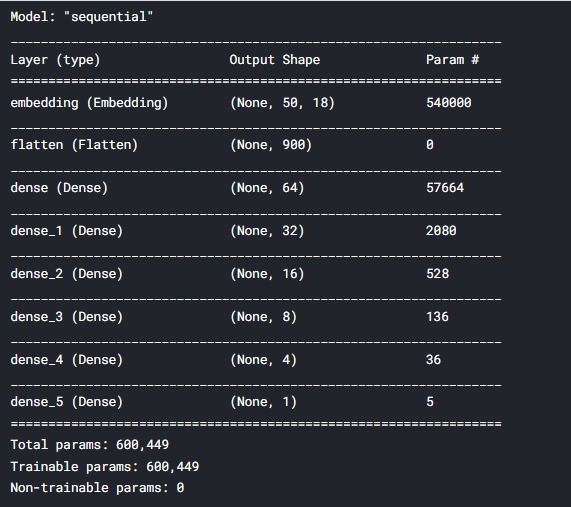 Model: "sequential"
_________________________________________________________________
Layer (type)                 Output Shape              Param #
=================================================================
embedding (Embedding)        (None, 50, 18)            540000
_________________________________________________________________
flatten (Flatten)            (None, 900)               0
_________________________________________________________________
dense (Dense)                (None, 64)                57664
_________________________________________________________________
dense_1 (Dense)              (None, 32)                2080
_________________________________________________________________
dense_2 (Dense)              (None, 16)                528
_________________________________________________________________
dense_3 (Dense)              (None, 8)                 136
_________________________________________________________________
dense_4 (Dense)              (None, 4)                 36
_________________________________________________________________
dense_5 (Dense)              (None, 1)                 5
=================================================================
Total params: 600,449
Trainable params: 600,449
Non-trainable params: 0